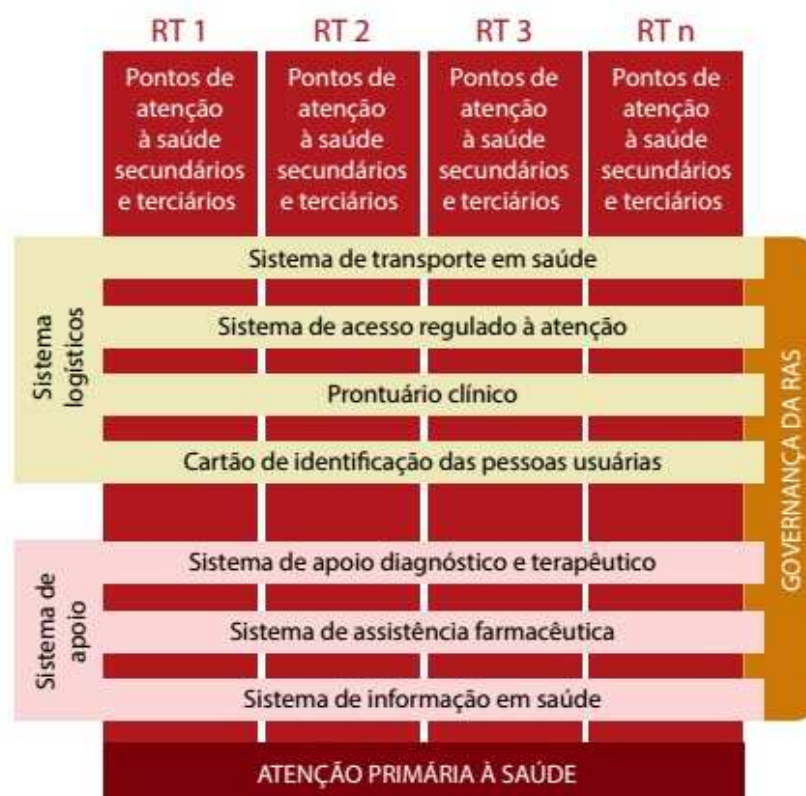 RT 1
RT 2
RT 3
RT n
Pontos de
atenção
à saúde
secundários
e terciários
Pontos de
atenção
à saúde
secundários
e terciários
Pontos de
atenção
à saúde
secundários
e terciários
Pontos de
atenção
à saúde
secundários
e terciários
Sistema
logísticos
Sistema de transporte em saúde
Sistema de acesso regulado à atenção
Prontuário clínico
Cartão de identificação das pessoas usuárias
Sistema de
apoio
Sistema de apoio diagnóstico e terapêutico
Sistema de assistência farmacêutica
Sistema de informação em saúde
GOVERNANÇA DA RAS
ATENÇÃO PRIMÁRIA À SAÚDE